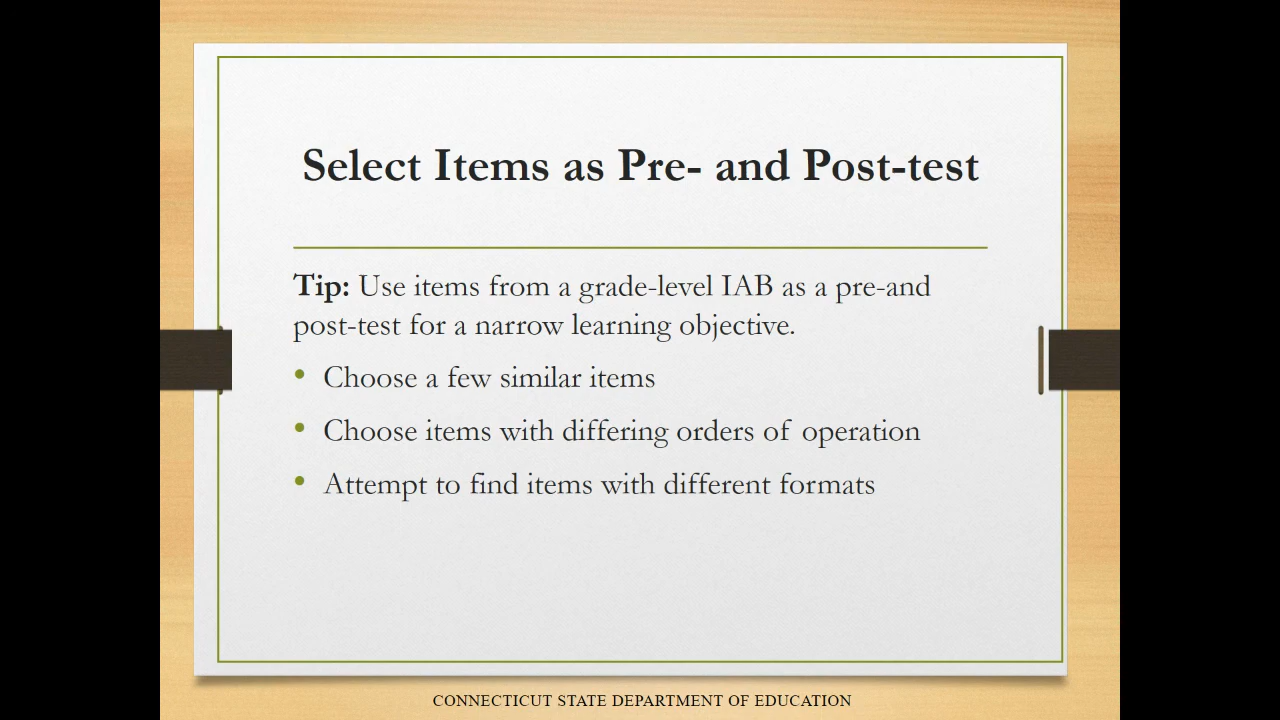 Select Items as Pre- and Post-test
Tip: Use items from a grade-level IAB as a pre-and
post-test for a narrow learning objective.
• Choose a few similar items
• Choose items with differing orders of operation
• Attempt to find items with different formats
CONNECTICUT STATE DEPARTMENT OF EDUCATION